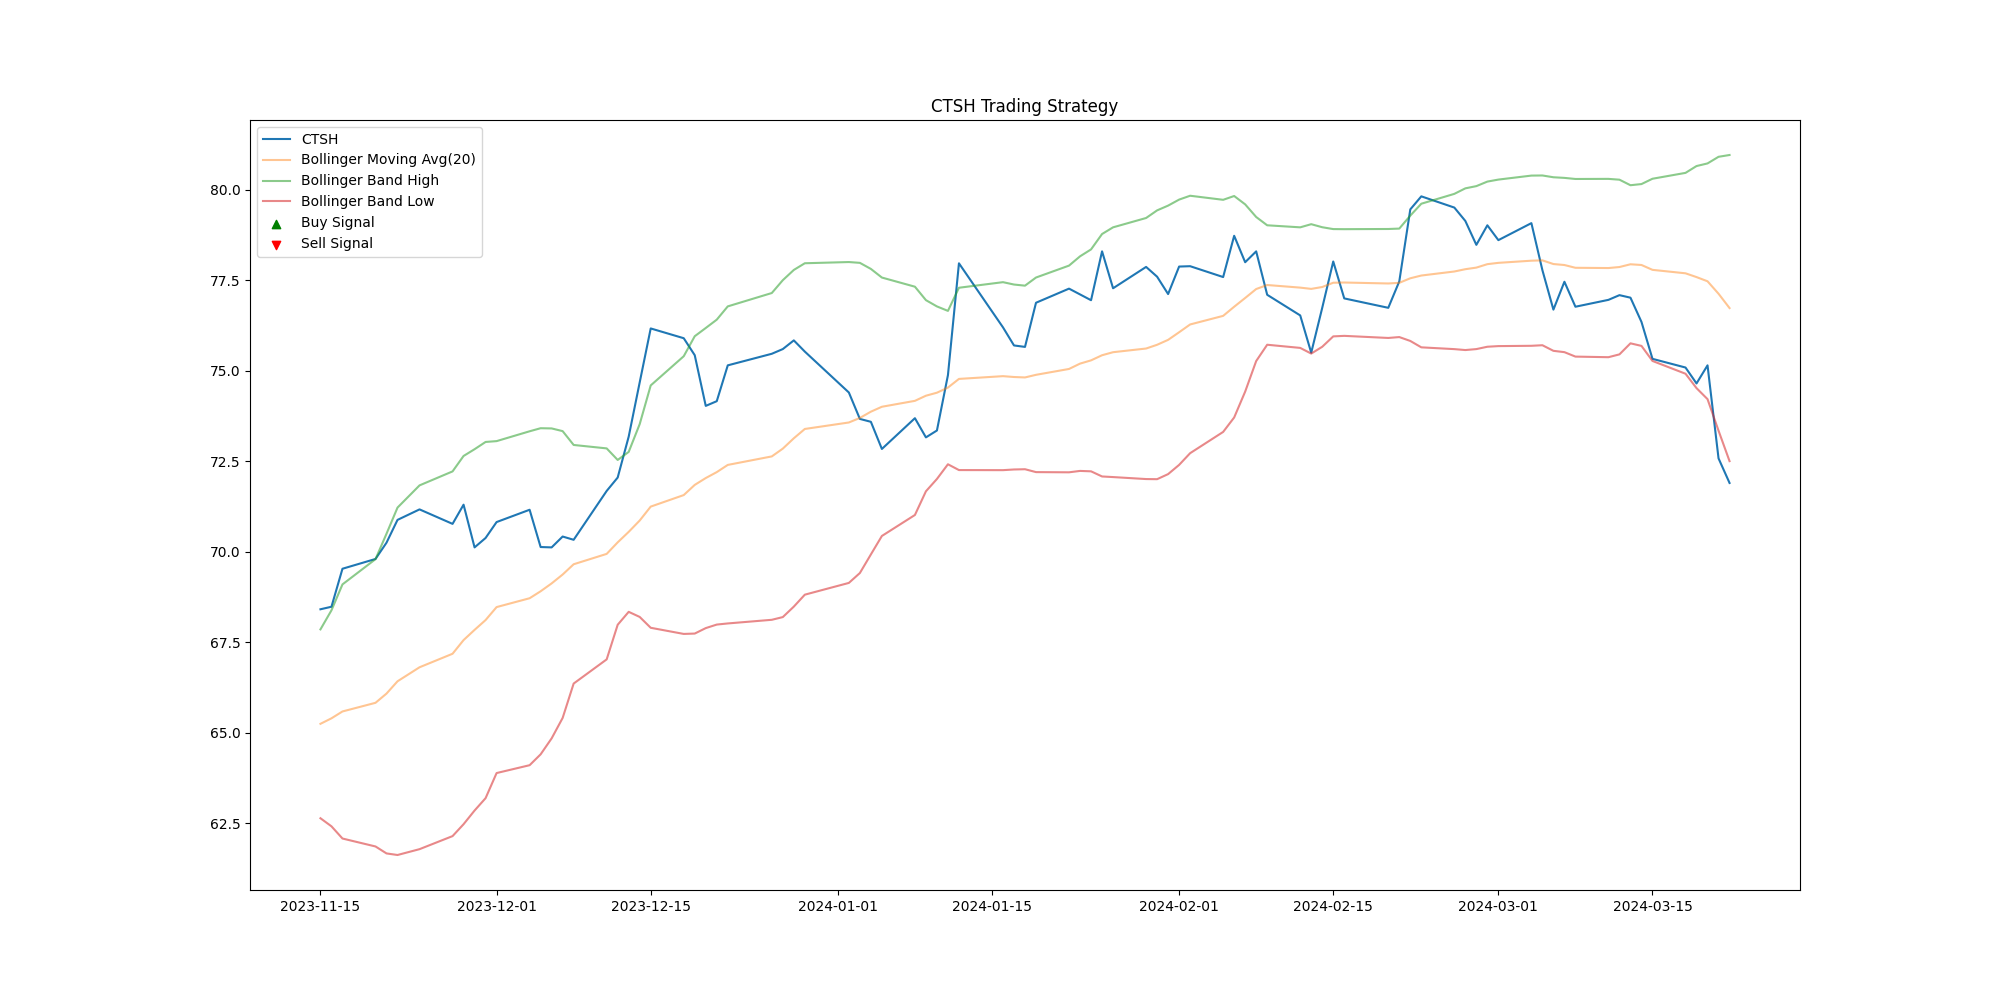 CTSH Trading Strategy
CTSH
Bollinger Moving Avg(20)
Bollinger Band High
Bollinger Band Low
Buy Signal
Sell Signal
80.0
77.5
75.0
72.5
70.0
67.5
65.0
62.5
2023-11-15 2023-12-01 2023-12-15 2024-01-01 2024-01-15 2024-02-01 2024-02-15 2024-03-01 2024-03-15